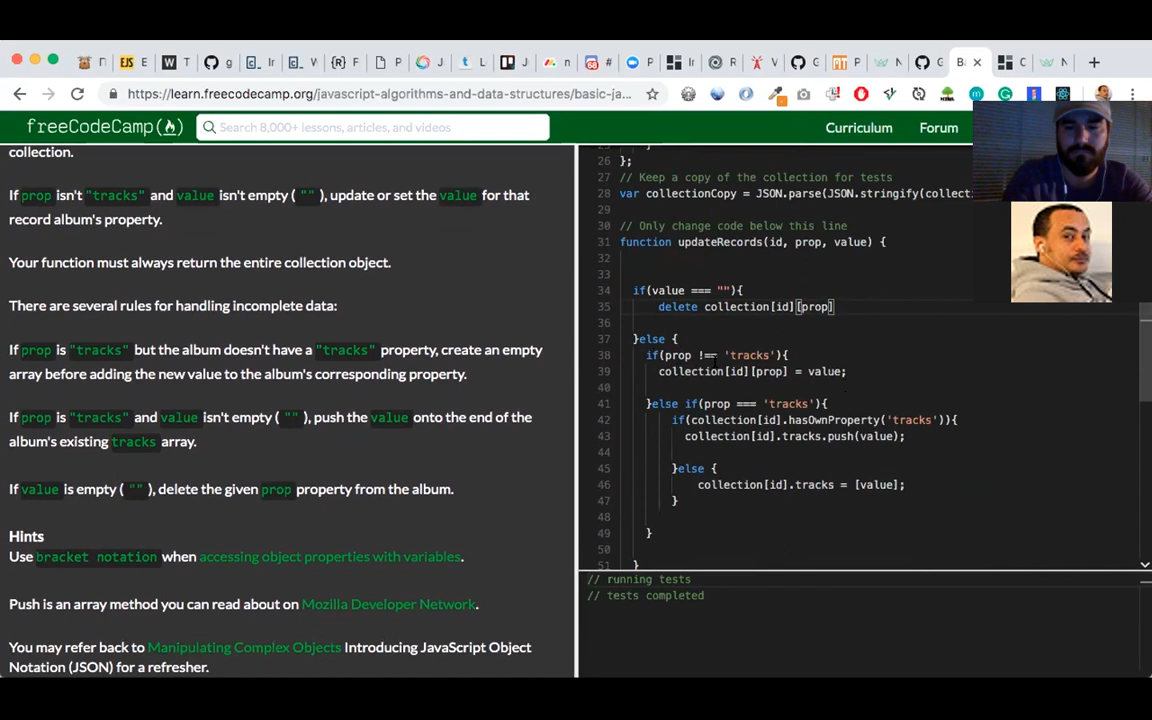 П
EJS E
W T
g
Ir
W
{R} F
P
J
t L
J
n
68 #
P
Ir
R
V
G
RT P
N
G
Ba
C
N
https://learn.freecodecamp.org/javascript-algorithms-and-data-structures/basic-ja...
freeCodeCamp
Search 8,000+ lessons, articles, and videos
Curriculum
Forum
collection.
If prop isn't "tracks" and value isn't empty ( "" ), update or set the value for that
record album's property.
Your function must always return the entire collection object.
There are several rules for handling incomplete data:
If prop is "tracks" but the album doesn't have a "tracks" property, create an empty
array before adding the new value to the album's corresponding property.
If prop is "tracks" and value isn't empty ( "" ), push the value onto the end of the
album's existing tracks array.
If value is empty ( "" ), delete the given prop property from the album.
Hints
Use bracket notation when accessing object properties with variables.
Push is an array method you can read about on Mozilla Developer Network.
You may refer back to Manipulating Complex Objects Introducing JavaScript Object
Notation (JSON) for a refresher.
26 };
27 // Keep a copy of the collection for tests
28 var collectionCopy = JSON.parse(JSON.stringify(collec
29
30 // Only change code below this line
31 function updateRecords(id, prop, value) {
32
33
34 if(value === ""){
35 delete collection[id][prop]
36
37 }else {
38 if(prop !== 'tracks'){
39 collection[id][prop] = value;
40
41 }else if(prop === 'tracks'){
42 if(collection[id].hasOwnProperty('tracks')){
43 collection[id].tracks.push(value);
44
45 }else {
46 collection[id].tracks = [value];
47 }
48
49 }
50
51 }
// running tests
// tests completed